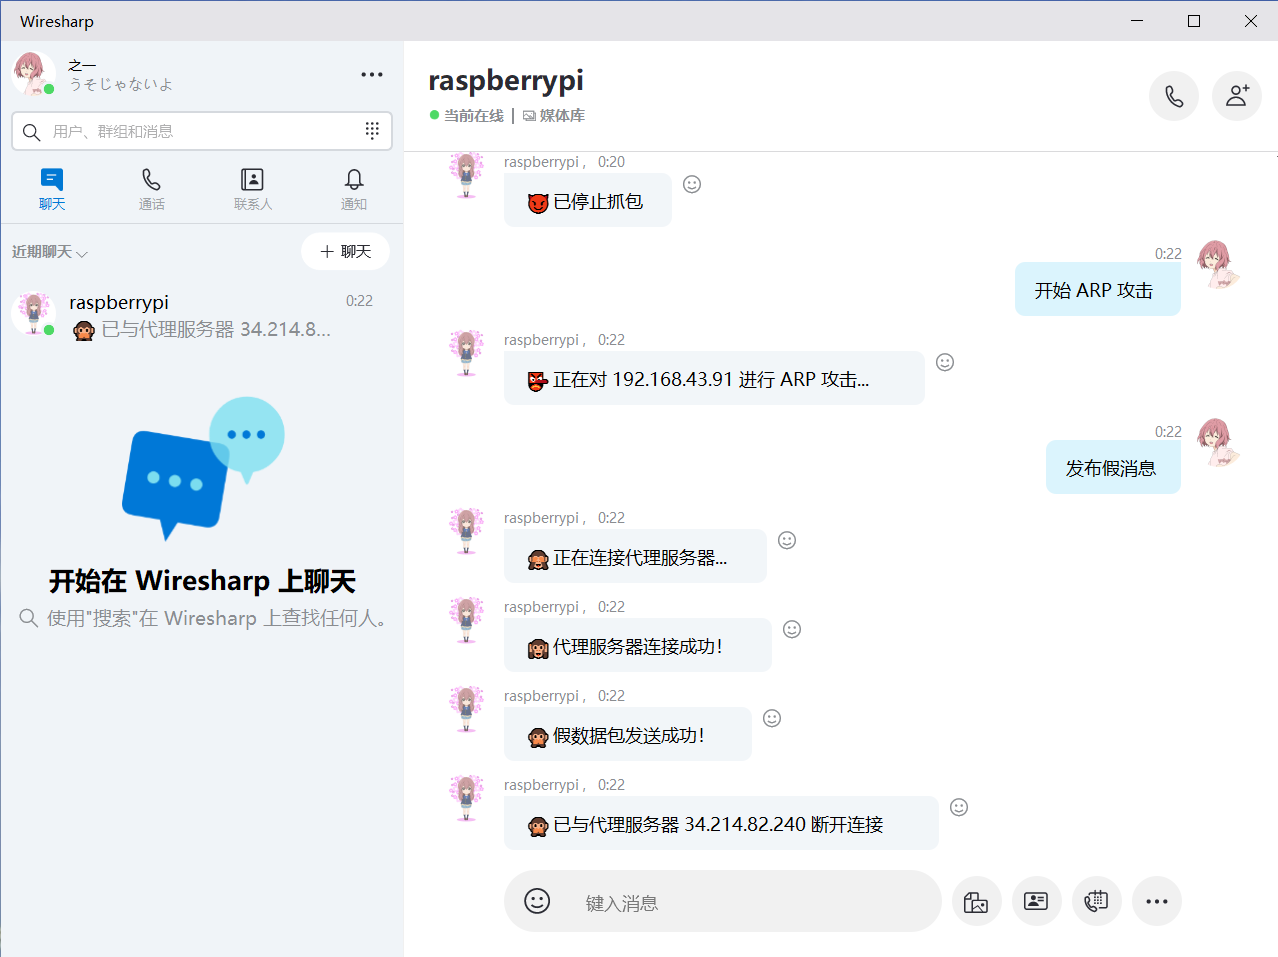 Wiresharp
之一
うそじゃないよ
用户、群组和消息
聊天
通话
联系人
通知
近期聊天
聊天
raspberrypi
0:22
已与代理服务器 34.214.8...
开始在 Wiresharp 上聊天
使用"搜索"在 Wiresharp 上查找任何人。
raspberrypi
当前在线 | 媒体库
raspberrypi， 0:20
已停止抓包
0:22
开始 ARP 攻击
raspberrypi， 0:22
正在对 192.168.43.91 进行 ARP 攻击...
0:22
发布假消息
raspberrypi， 0:22
正在连接代理服务器...
raspberrypi， 0:22
代理服务器连接成功！
raspberrypi， 0:22
假数据包发送成功！
raspberrypi， 0:22
已与代理服务器 34.214.82.240 断开连接
键入消息